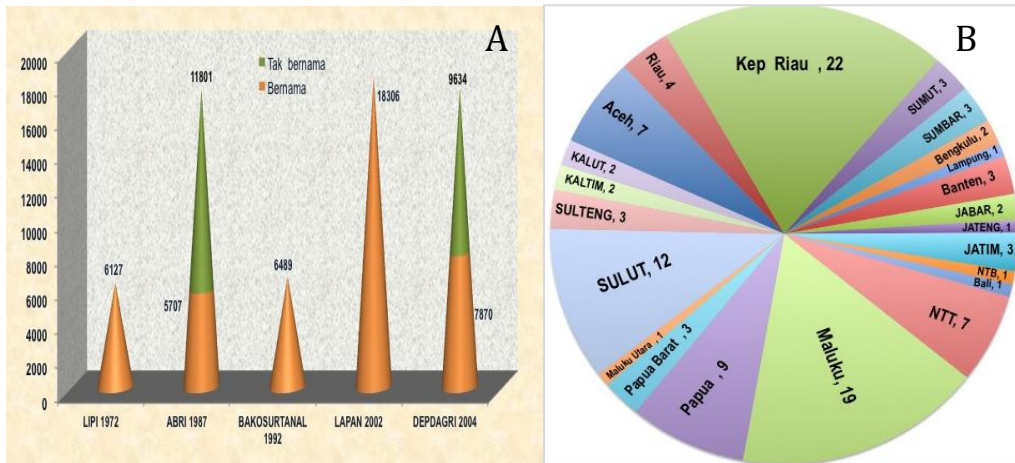 A
Tak bernama
Bernama
20000
18000
16000
14000
12000
10000
8000
6000
4000
2000
0
6127
11801
5707
6489
18306
9634
7870
LIPI 1972
ABRI 1987
BAKOSURTANAL
1992
LAPAN 2002
DEPDAGRI 2004
B
Kep Riau , 22
SUMUT, 3
SUMBAR, 3
Bengkulu, 2
Lampung, 1
Banten, 3
JABAR, 2
JATENG, 1
JATIM, 3
NTB, 1
Bali, 1
NTT, 7
Maluku, 19
Papua , 9
Papua Barat , 3
Maluku Utara , 1
SULUT, 12
SULTENG, 3
KALTIM, 2
KALUT, 2
Aceh, 7
Riau, 4